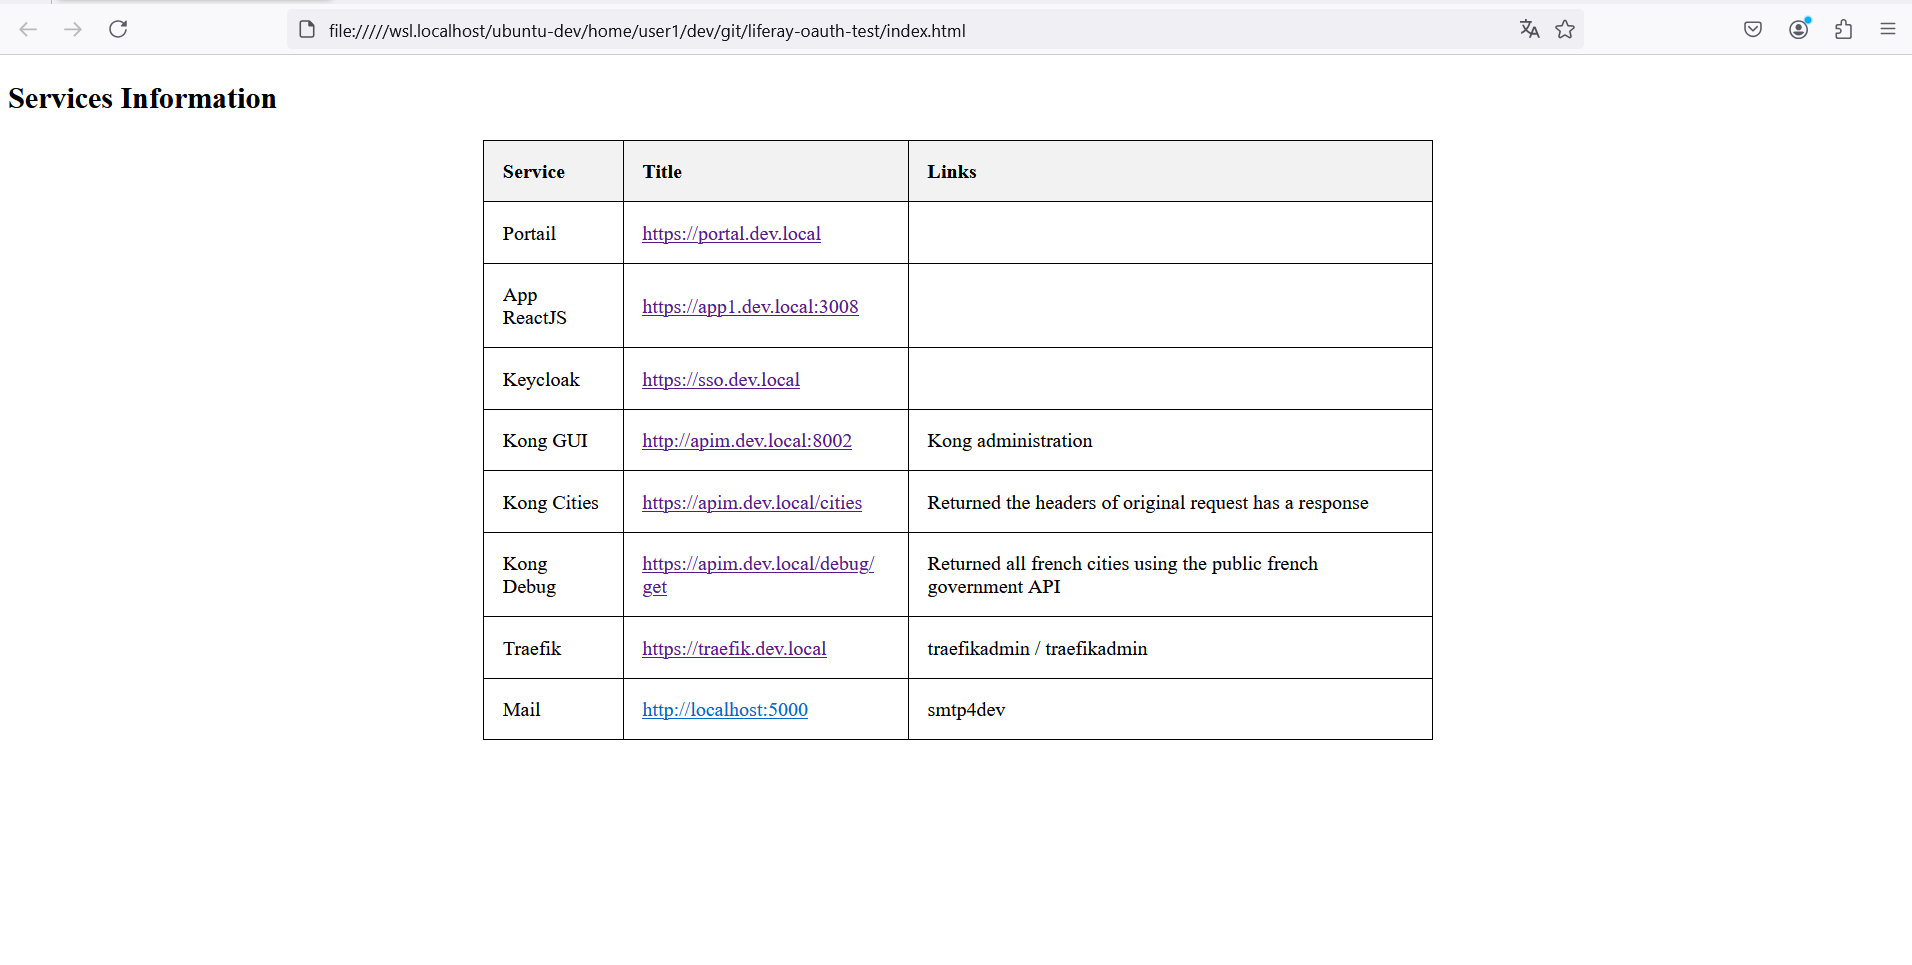 file://///wsl.localhost/ubuntu-dev/home/user1/dev/git/liferay-oauth-test/index.html
Services Information
Service Title Links
Portail https://portal.dev.local
App
ReactJS
https://app1.dev.local:3008
Keycloak https://sso.dev.local
Kong GUI http://apim.dev.local:8002 Kong administration
Kong Cities https://apim.dev.local/cities Returned the headers of original request has a response
Kong
Debug
https://apim.dev.local/debug/
get
Returned all french cities using the public french
government API
Traefik https://traefik.dev.local traefikadmin / traefikadmin
Mail http://localhost:5000 smtp4dev